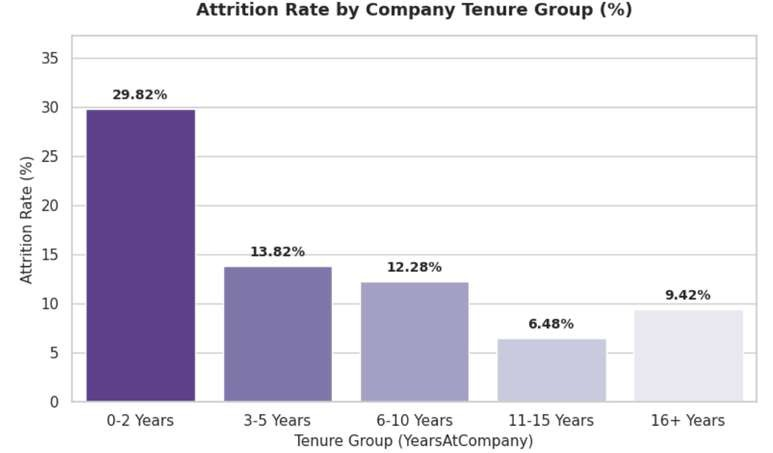 Attrition Rate by Company Tenure Group (%)
35
30
25
20
15
10
5
0
Attrition Rate (%)
29.82%
13.82%
12.28%
6.48%
9.42%
0-2 Years
3-5 Years
6-10 Years
11-15 Years
16+ Years
Tenure Group (YearsAtCompany)